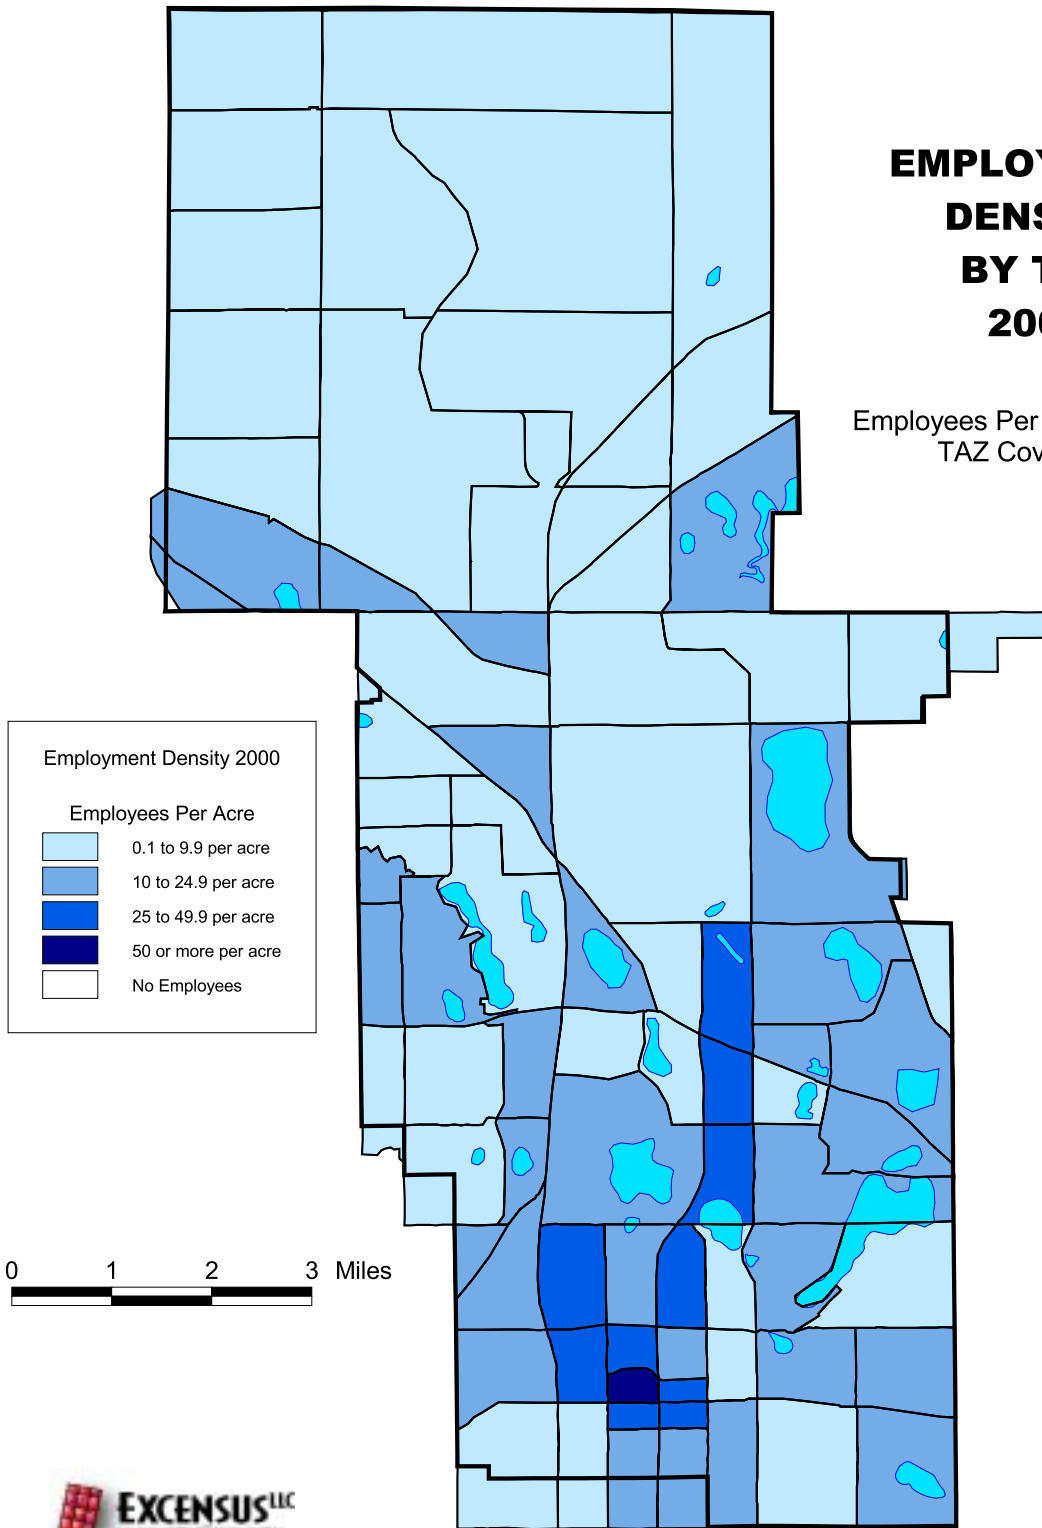 EMPLOY
DENS
BY T
200
Employees Per
TAZ Cov
Employment Density 2000
Employees Per Acre
0.1 to 9.9 per acre
10 to 24.9 per acre
25 to 49.9 per acre
50 or more per acre
No Employees
0 1 2 3 Miles
EXCENSUS LLC